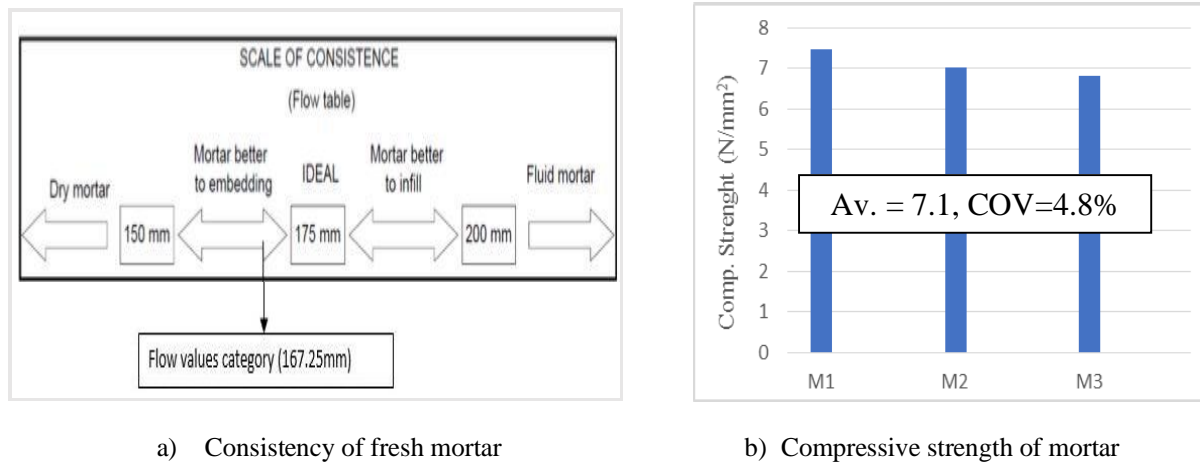 SCALE OF CONSISTENCE
(Flow table)
Dry mortar
Mortar better
to embedding
IDEAL
Mortar better
to infill
Fluid mortar
150 mm
175 mm
200 mm
Flow values category (167.25mm)
a) Consistency of fresh mortar
Comp. Strenght (N/mm²)
8
7
6
5
4
3
2
1
0
Av. = 7.1, COV=4.8%
M1
M2
M3
b) Compressive strength of mortar